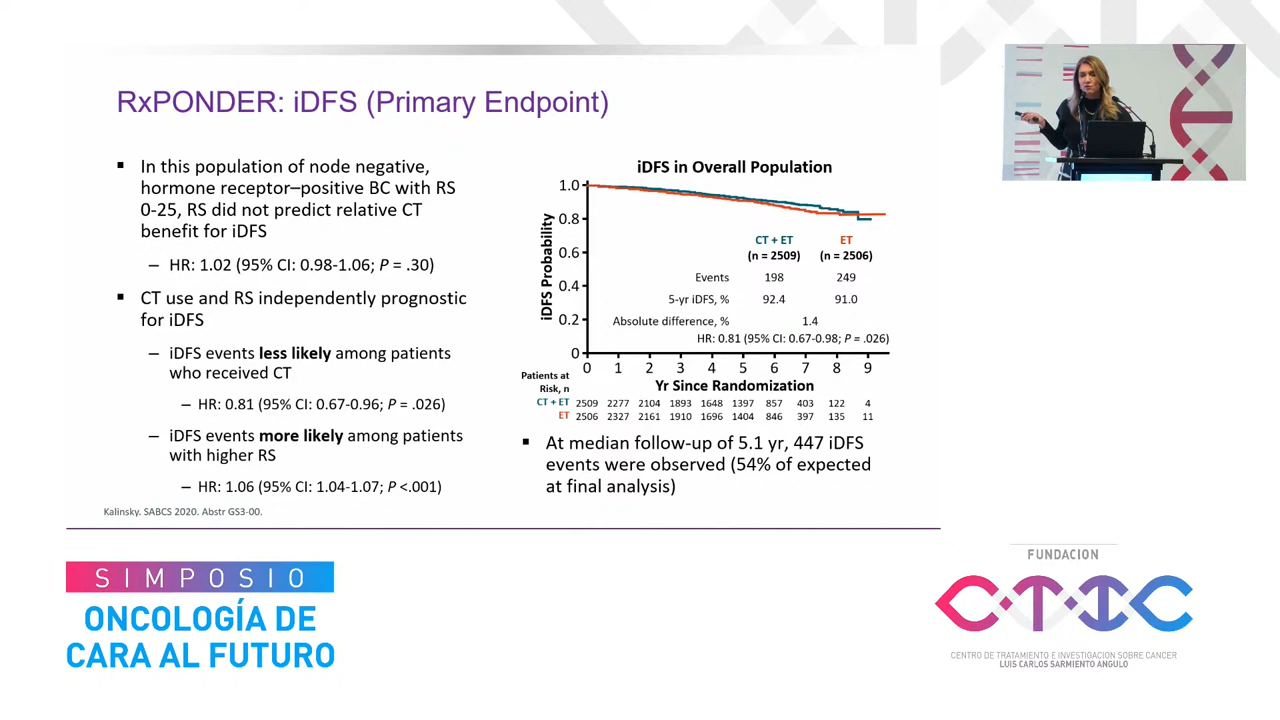 RxPONDER: iDFS (Primary Endpoint)
▪ In this population of node negative,
hormone receptor–positive BC with RS
0-25, RS did not predict relative CT
benefit for iDFS
– HR: 1.02 (95% CI: 0.98-1.06; P = .30)
▪ CT use and RS independently prognostic
for iDFS
– iDFS events less likely among patients
who received CT
– HR: 0.81 (95% CI: 0.67-0.96; P = .026)
– iDFS events more likely among patients
with higher RS
– HR: 1.06 (95% CI: 1.04-1.07; P <.001)
Kalinsky. SABCS 2020. Abstr GS3-00.
iDFS in Overall Population
iDFS Probability
1.0
0.8
0.6
0.4
0.2
0
CT + ET ET
(n = 2509) (n = 2506)
Events 198 249
5-yr iDFS, % 92.4 91.0
Absolute difference, % 1.4
HR: 0.81 (95% CI: 0.67-0.98; P = .026)
0 1 2 3 4 5 6 7 8 9
Yr Since Randomization
Patients at
Risk, n
CT + ET 2509 2277 2104 1893 1648 1397 857 403 122 4
ET 2506 2327 2161 1910 1696 1404 846 397 135 11
▪ At median follow-up of 5.1 yr, 447 iDFS
events were observed (54% of expected
at final analysis)
SIMPOSIO
ONCOLOGÍA DE
CARA AL FUTURO
FUNDACION
CTIC
CENTRO DE TRATAMIENTO E INVESTIGACION SOBRE CANCER
LUIS CARLOS SARMIENTO ANGULO